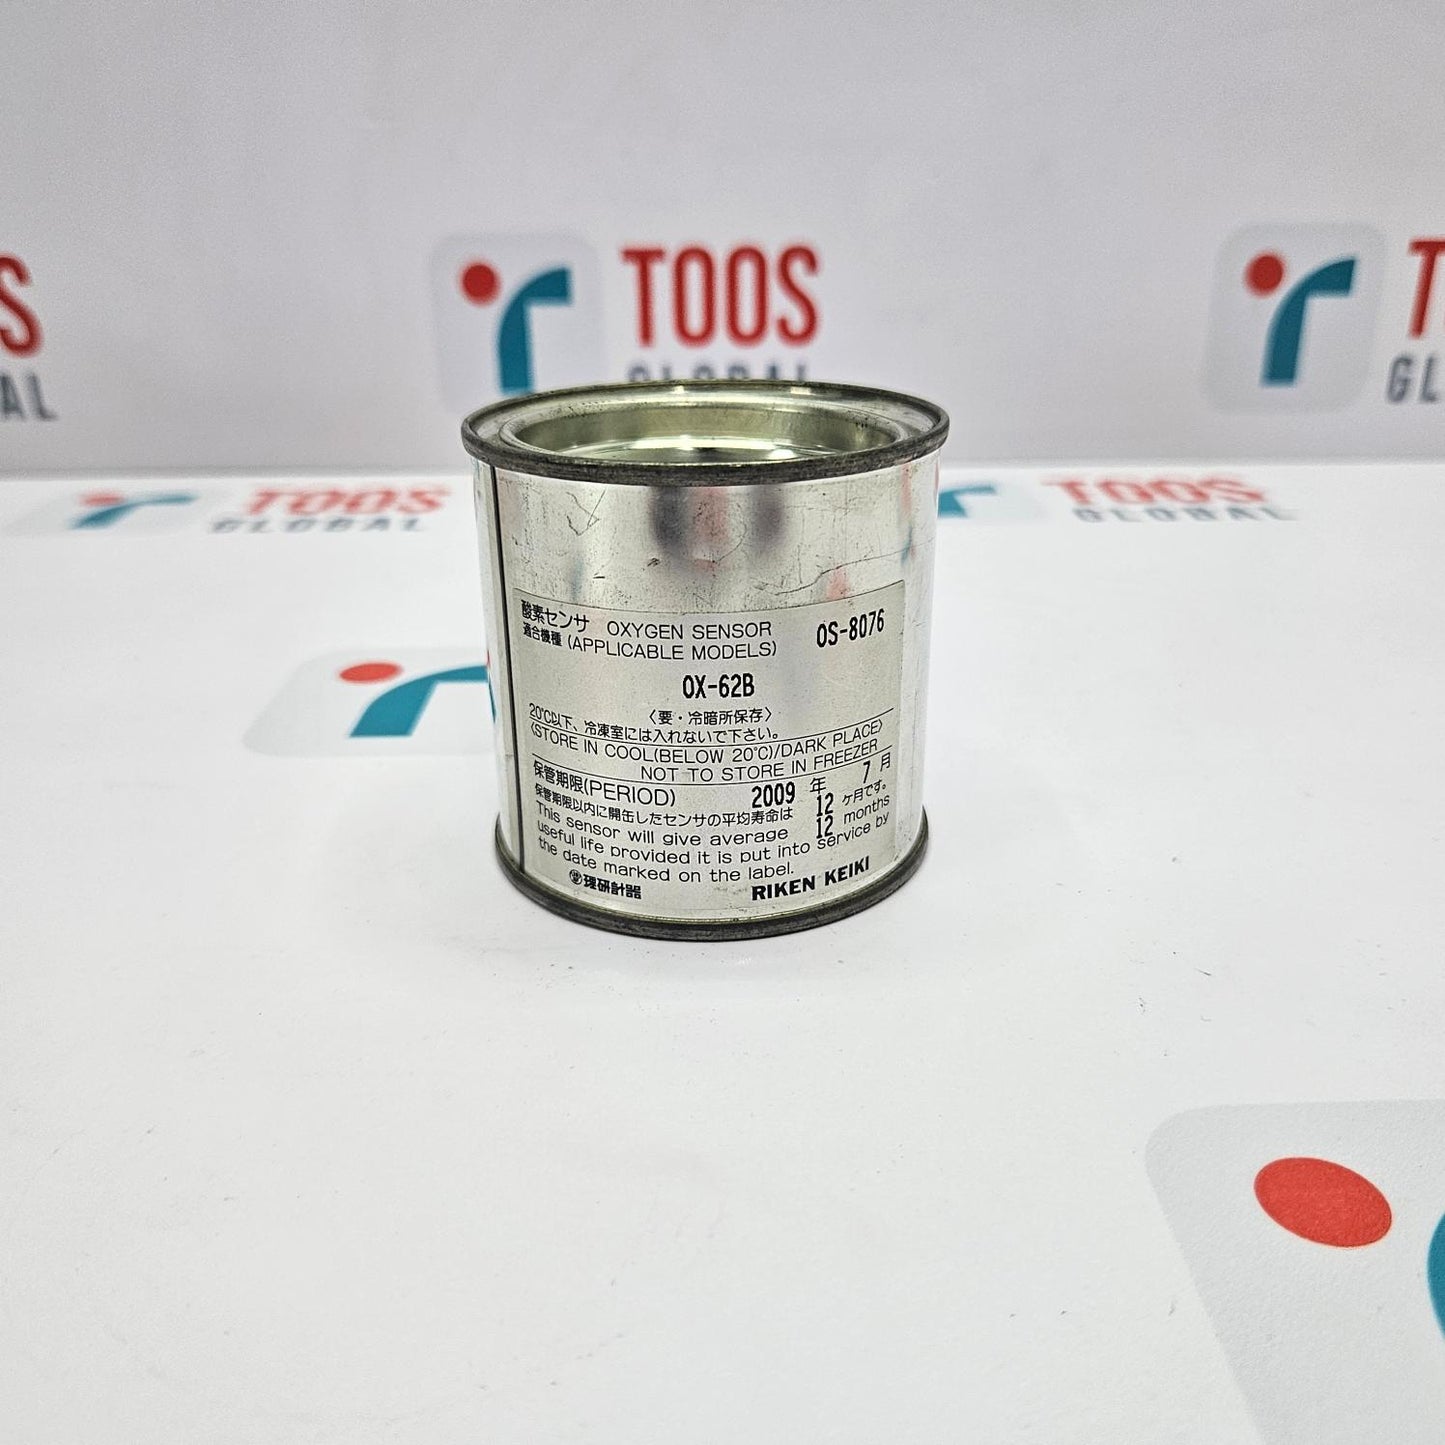 TOOS
GLOBAL
TOOS
GLOBAL
TOOS
GLOBAL
酸素センサ OXYGEN SENSOR OS-8076
適合機種 (APPLICABLE MODELS)
OX-62B
〈要・冷暗所保存〉
20℃以下、冷凍室には入れないで下さい。
〈STORE IN COOL(BELOW 20℃)/DARK PLACE〉
NOT TO STORE IN FREEZER
保管期限(PERIOD) 2009 年 7 月
保管期限以内に開缶したセンサの平均寿命は 12 ケ月です。
This sensor will give average 12 months
useful life provided it is put into service by
the date marked on the label.
理研計器 RIKEN KEIKI